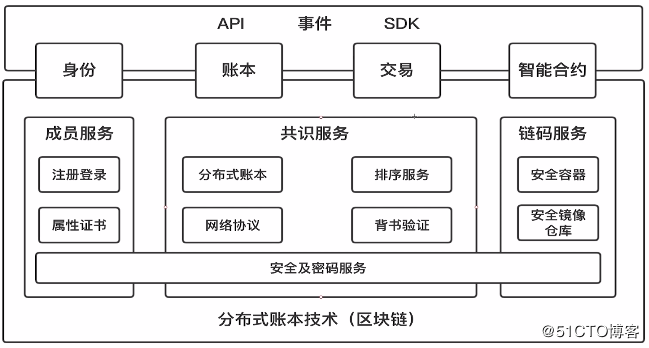 API 事件 SDK
身份 账本 交易 智能合约
成员服务 共识服务 链码服务
注册登录 分布式账本 排序服务 安全容器
属性证书 网络协议 背书验证 安全镜像
仓库
安全及密码服务
分布式账本技术（区块链）
@51CTO博客